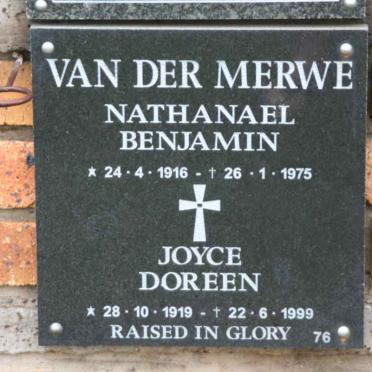 VAN DER MERWE
NATHANAEL
BENJAMIN
★ 24 · 4 · 1916 - † 26 · 1 · 1975
JOYCE
DOREEN
★ 28 · 10 · 1919 - † 22 · 6 · 1999
RAISED IN GLORY 76